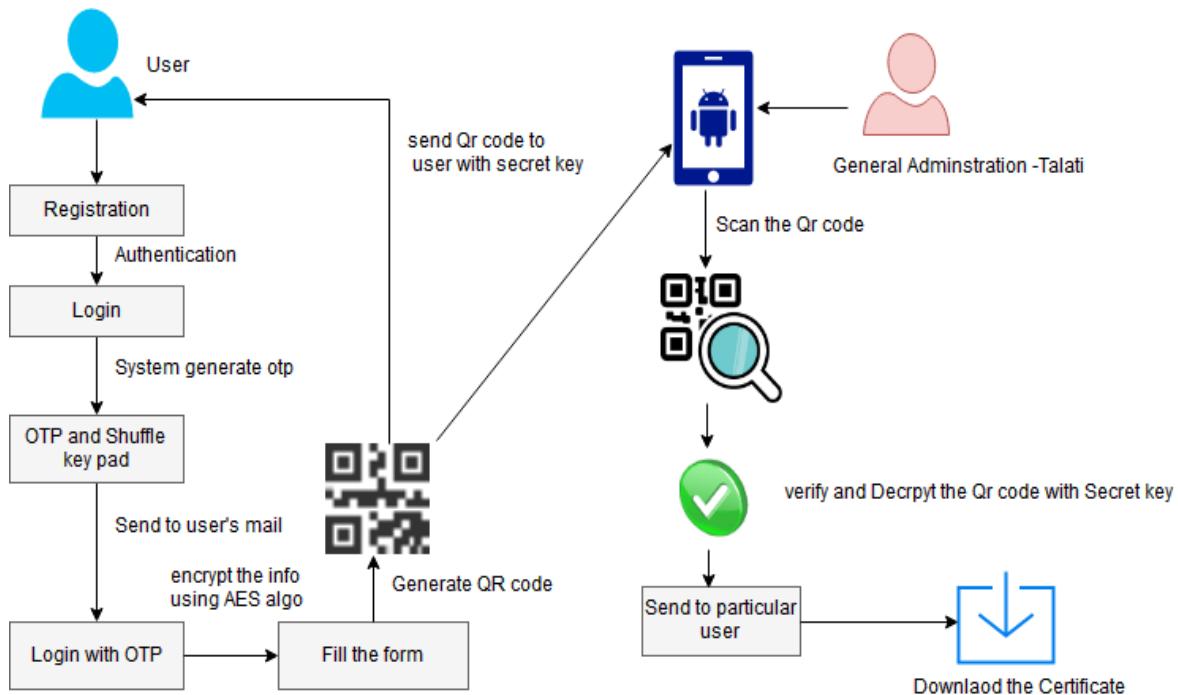 User
Registration
Authentication
Login
System generate otp
OTP and Shuffle
key pad
Send to user's mail
Login with OTP
encrypt the info
using AES algo
Fill the form
Generate QR code
send Qr code to
user with secret key
General Adminstration -Talati
Scan the Qr code
verify and Decrpyt the Qr code with Secret key
Send to particular
user
Downlaod the Certificate